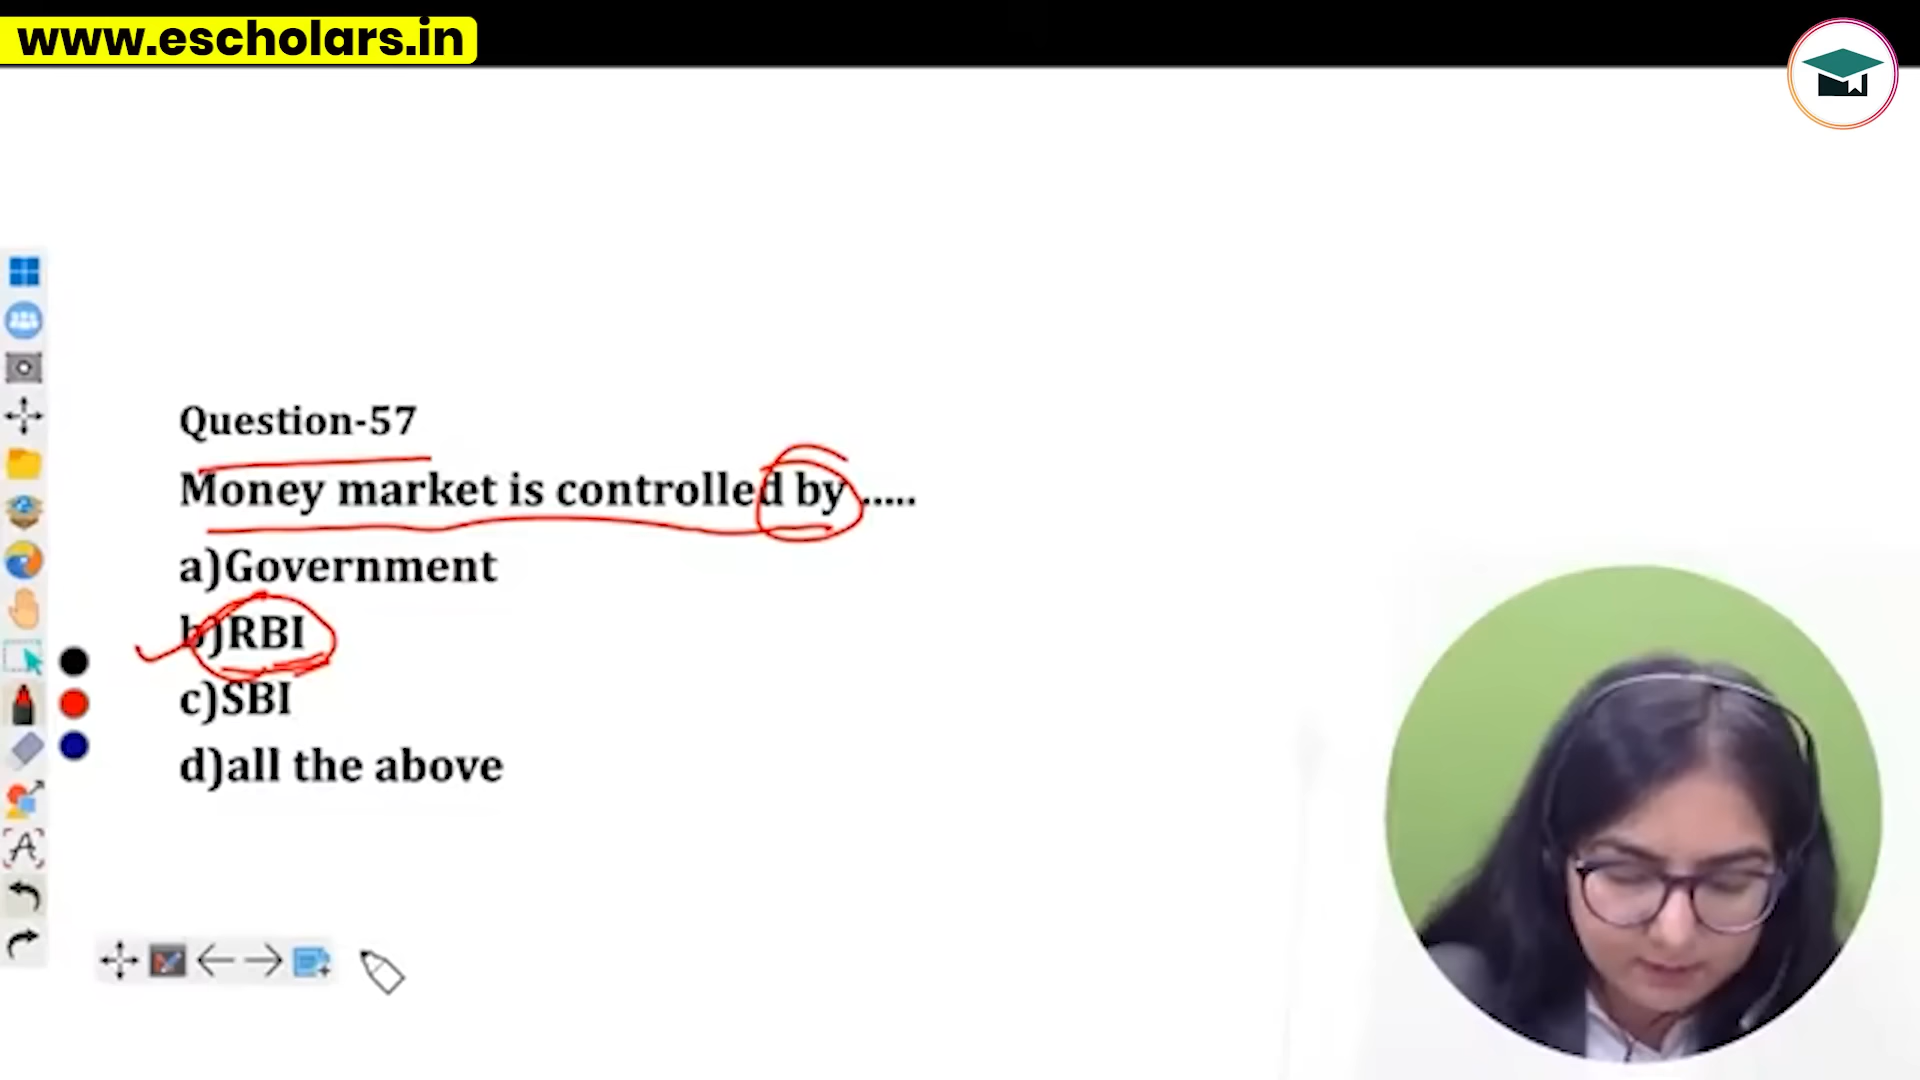 www.escholars.in
Question-57
Money market is controlled by .....
a)Government
b)RBI
c)SBI
d)all the above